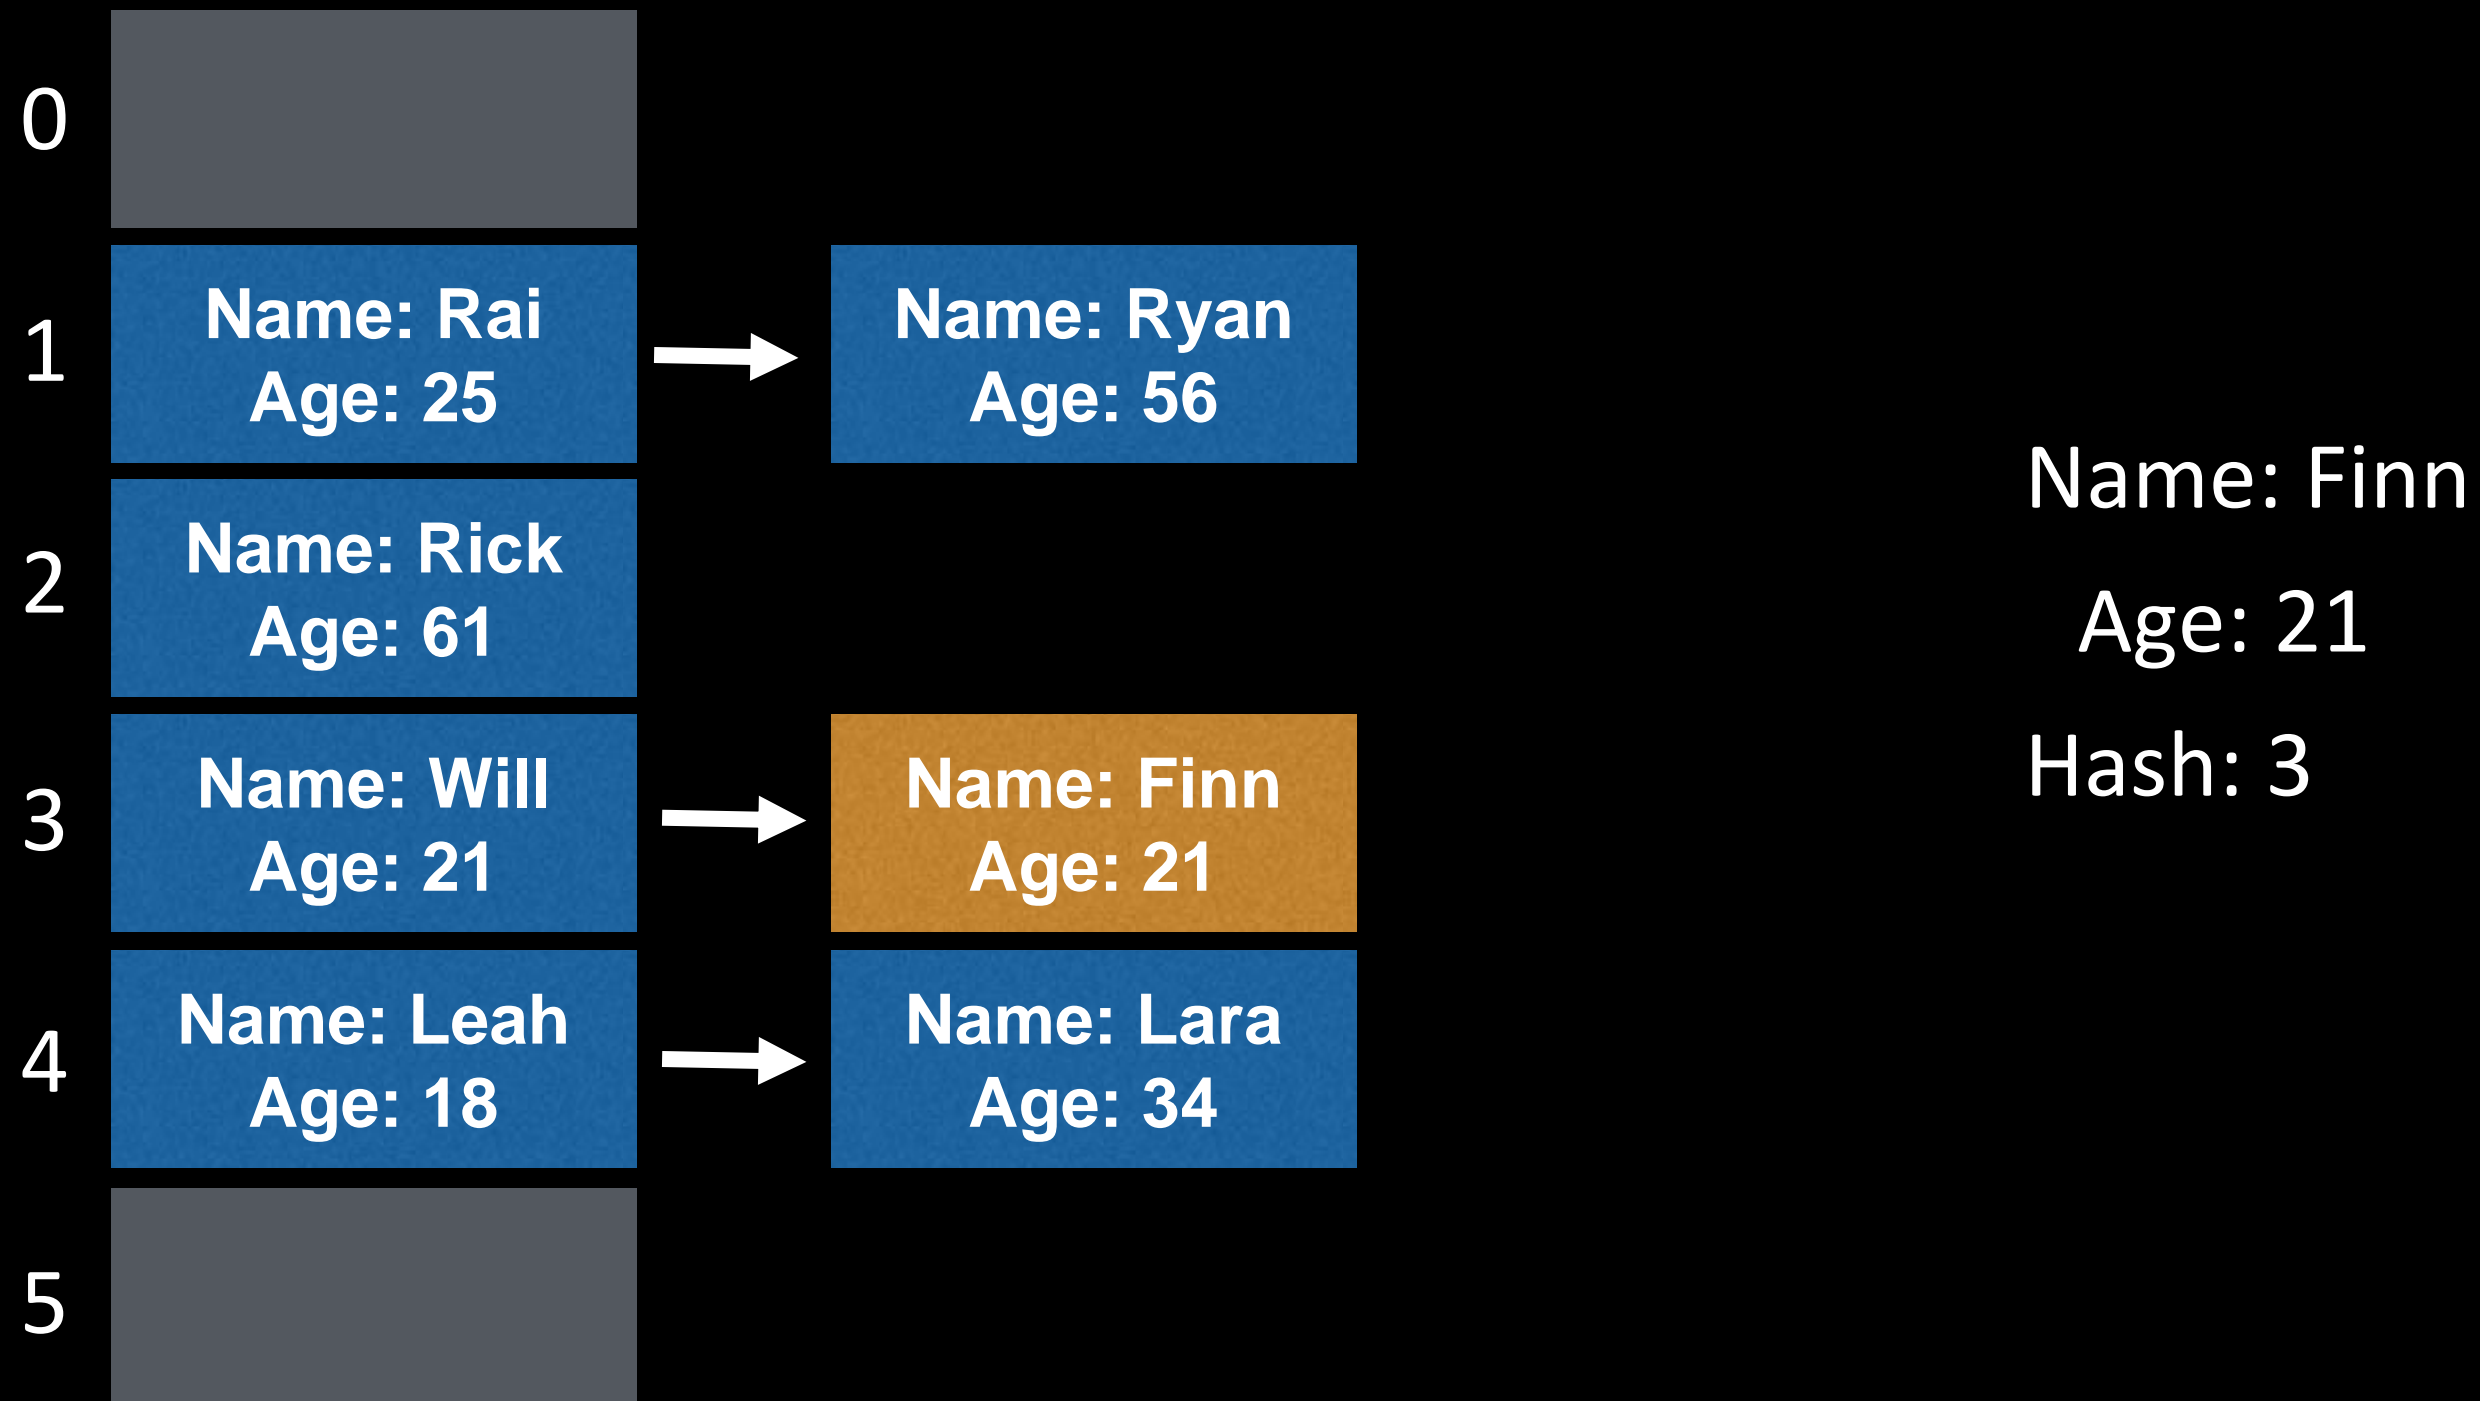 0
1
Name: Rai
Age: 25
Name: Ryan
Age: 56
2
Name: Rick
Age: 61
3
Name: Will
Age: 21
Name: Finn
Age: 21
4
Name: Leah
Age: 18
Name: Lara
Age: 34
5
Name: Finn
Age: 21
Hash: 3